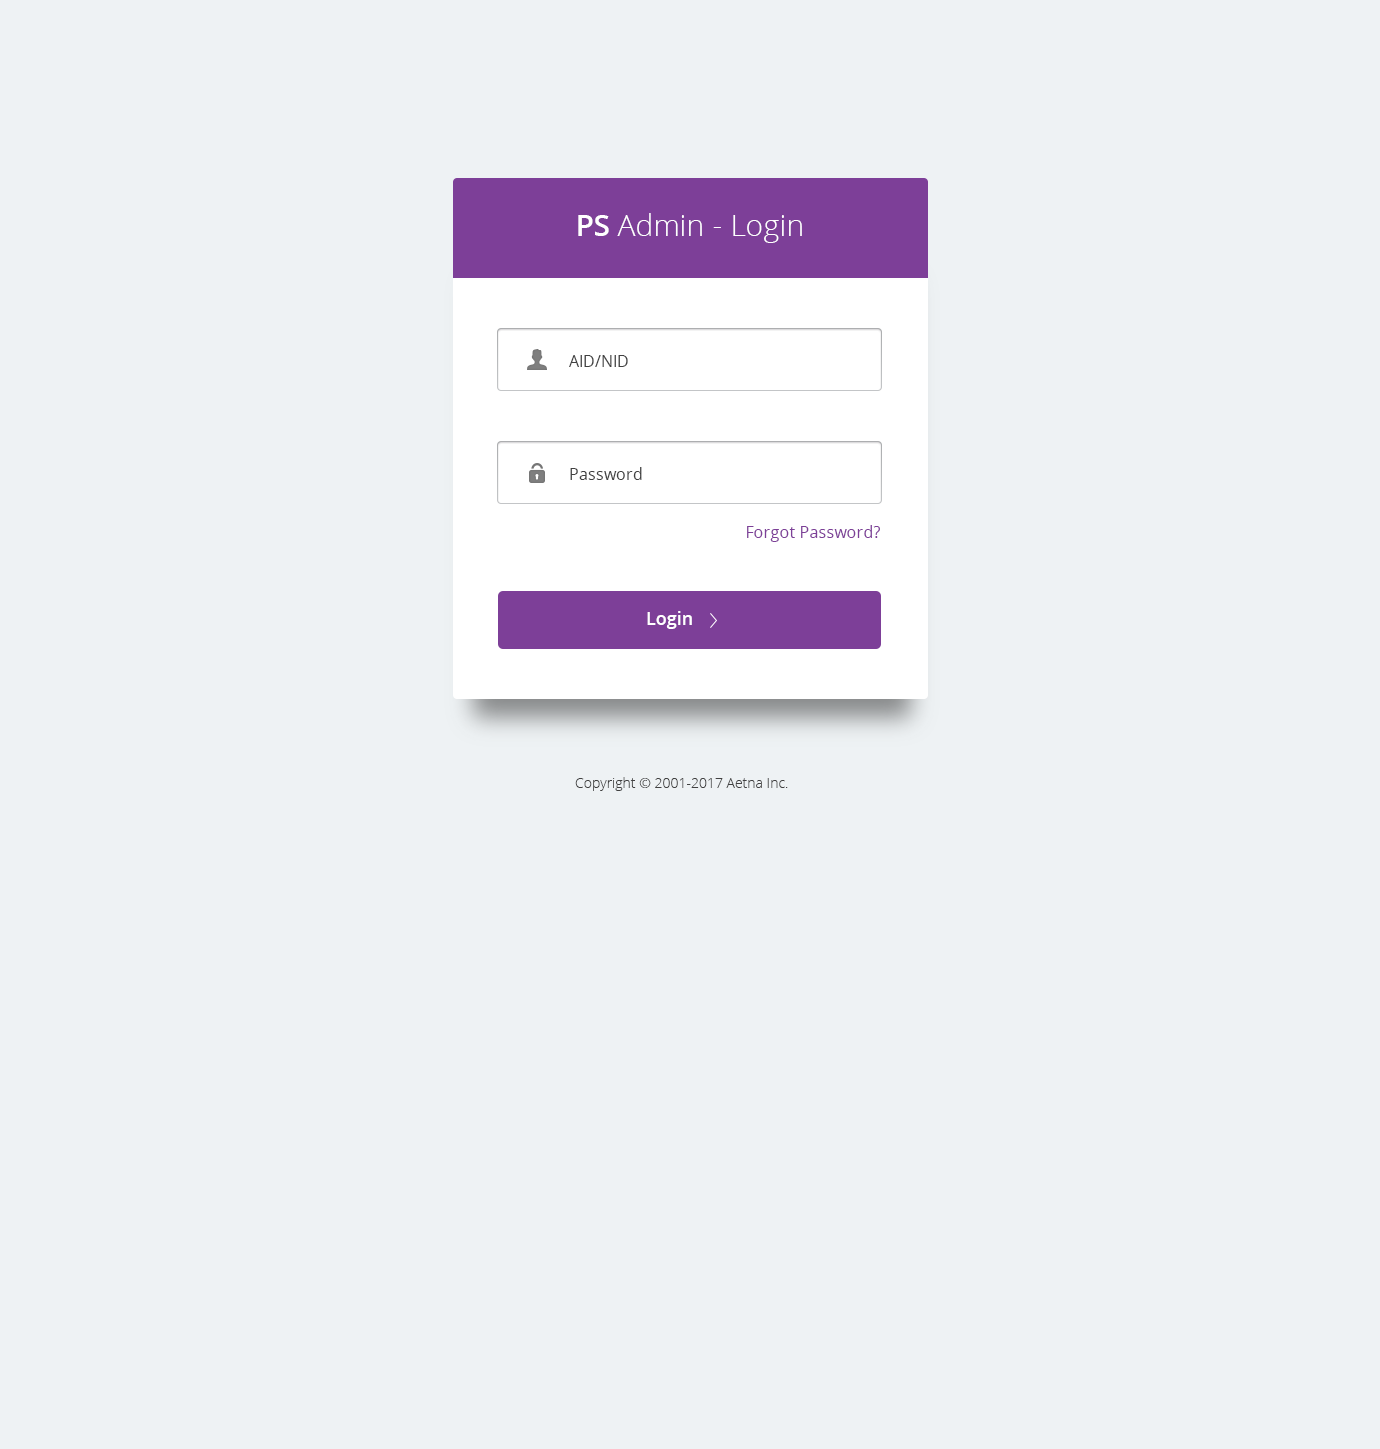 PS Admin - Login
AID/NID
Password
Forgot Password?
Login
Copyright © 2001-2017 Aetna Inc.